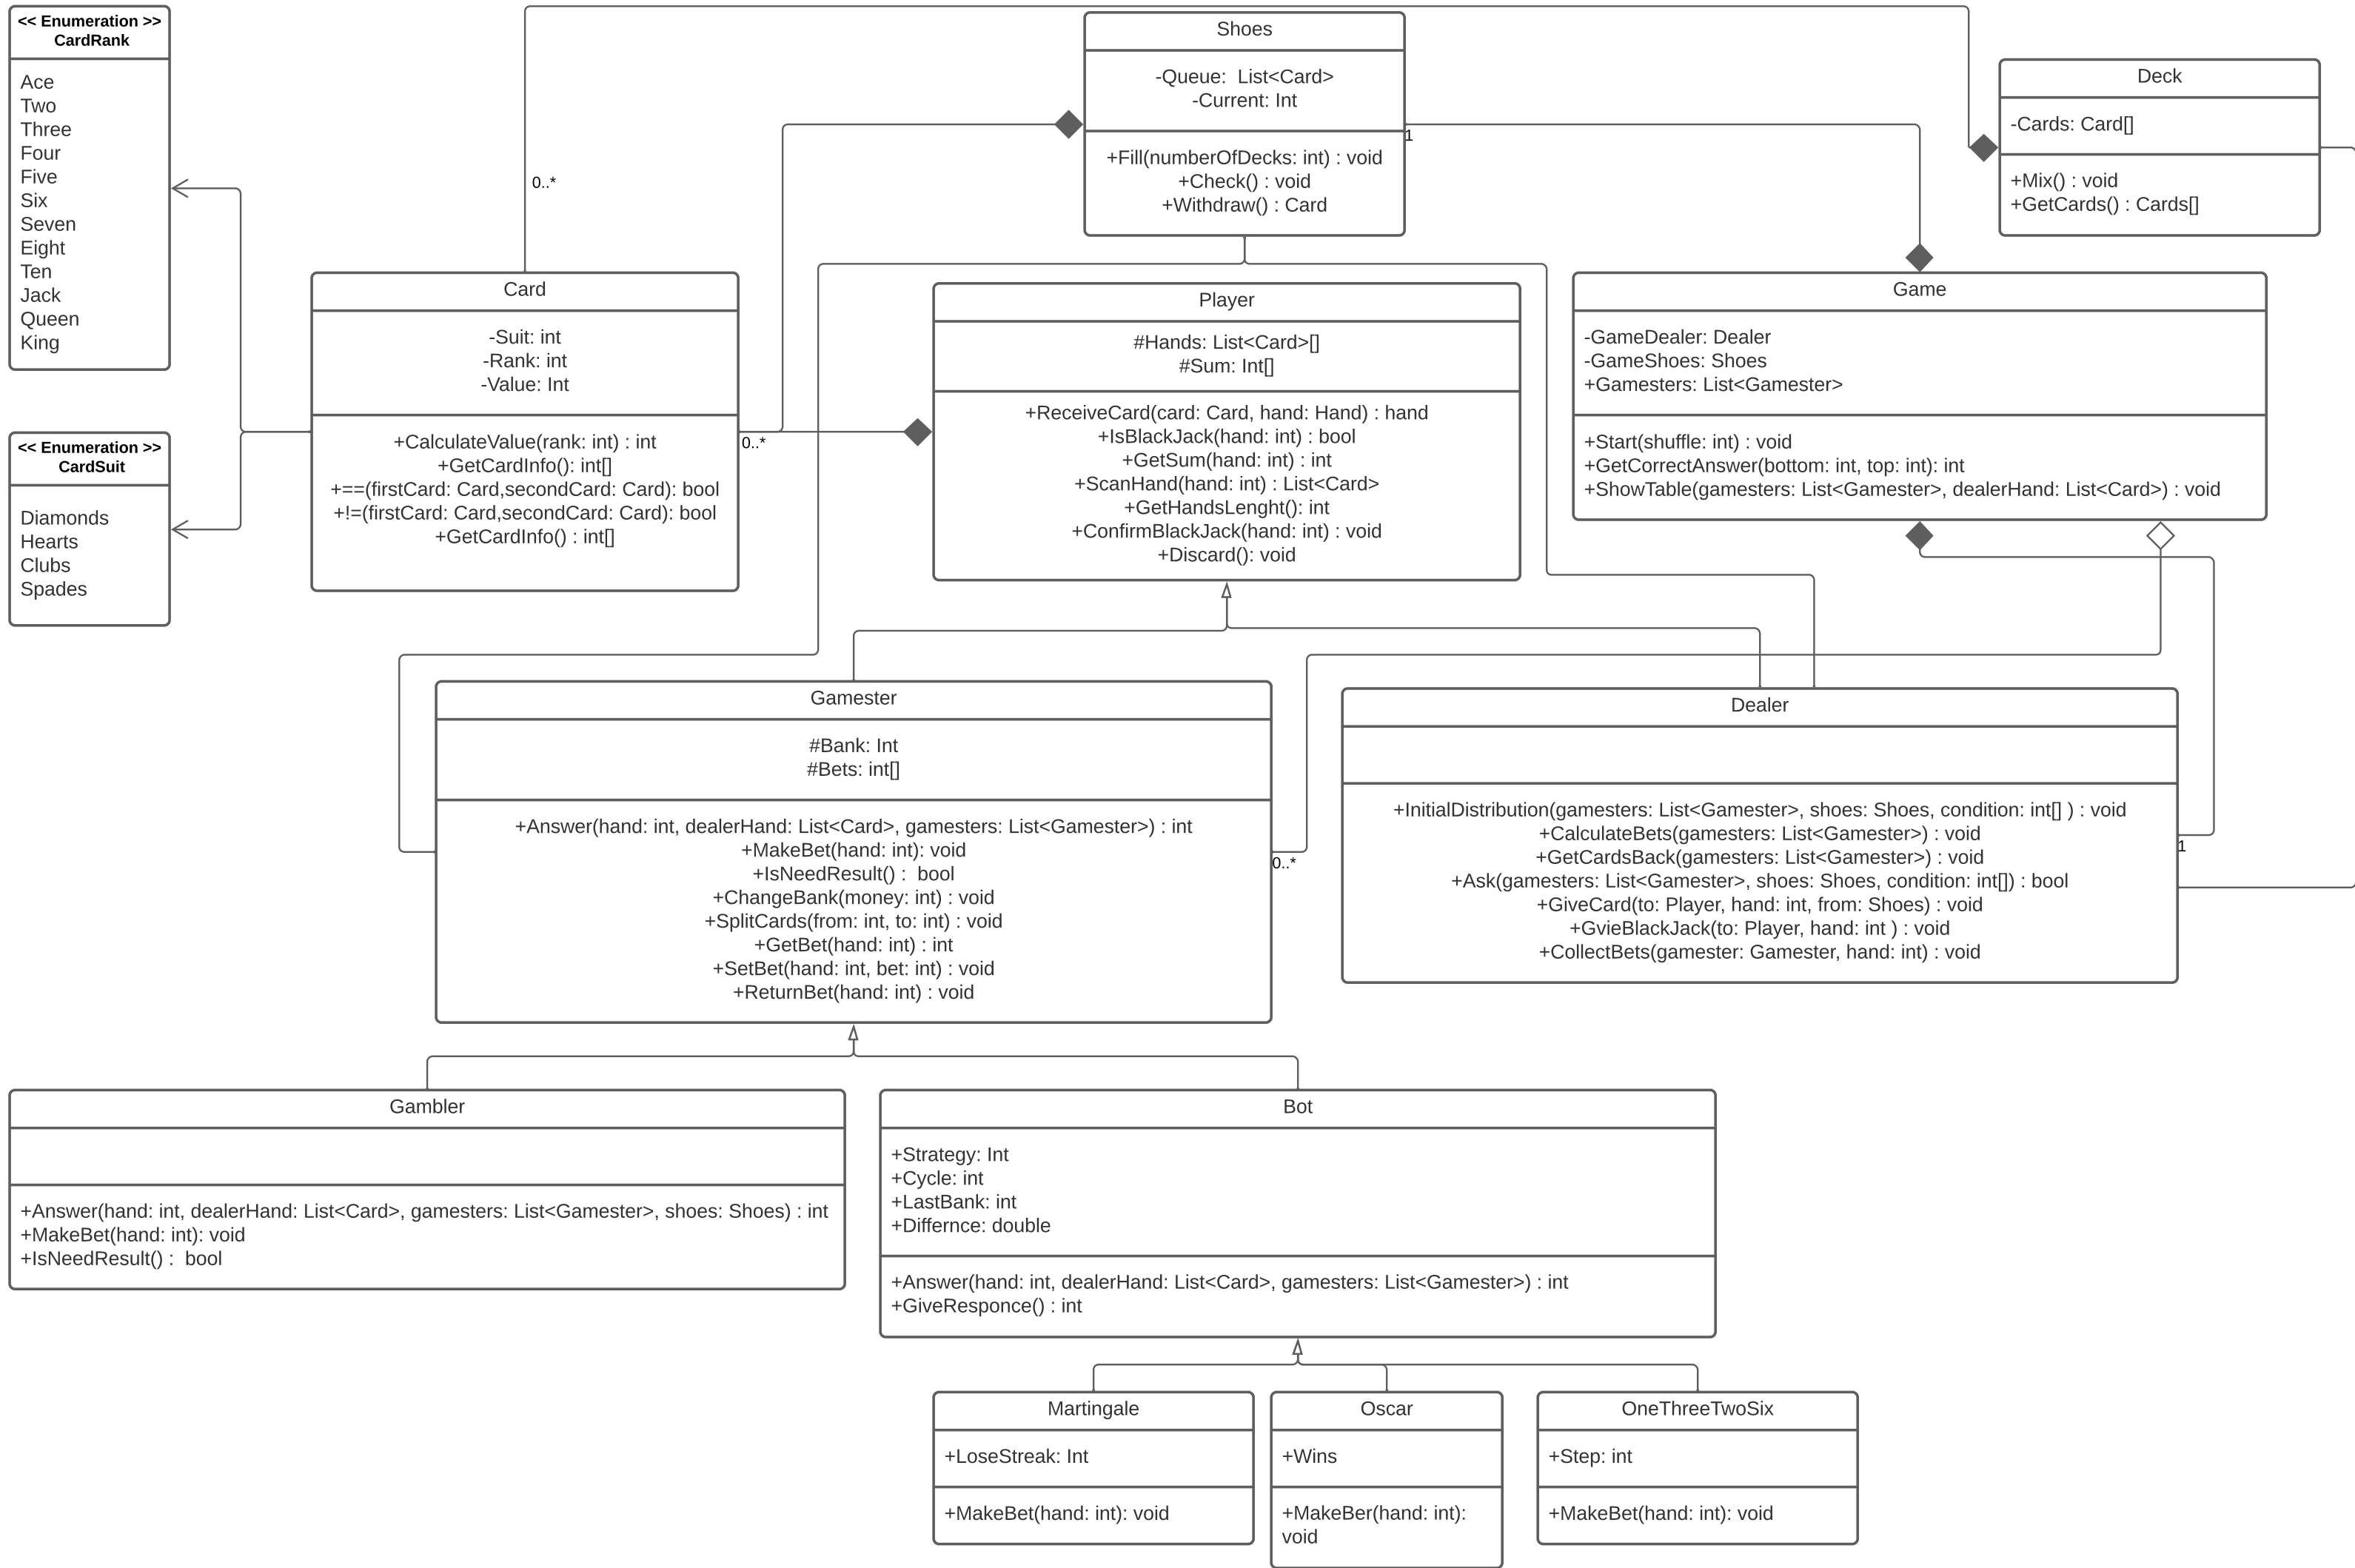 << Enumeration >>
CardRank
Ace
Two
Three
Four
Five
Six
Seven
Eight
Ten
Jack
Queen
King
<< Enumeration >>
CardSuit
Diamonds
Hearts
Clubs
Spades
0..*
Card
-Suit: int
-Rank: int
-Value: Int
+CalculateValue(rank: int) : int
+GetCardInfo(): int[]
+==(firstCard: Card,secondCard: Card): bool
+!=(firstCard: Card,secondCard: Card): bool
+GetCardInfo() : int[]
0..*
Shoes
-Queue:  List<Card>
-Current: Int
+Fill(numberOfDecks: int) : void
+Check() : void
+Withdraw() : Card
1
Deck
-Cards: Card[]
+Mix() : void
+GetCards() : Cards[]
Player
#Hands: List<Card>[]
#Sum: Int[]
+ReceiveCard(card: Card, hand: Hand) : hand
+IsBlackJack(hand: int) : bool
+GetSum(hand: int) : int
+ScanHand(hand: int) : List<Card>
+GetHandsLenght(): int
+ConfirmBlackJack(hand: int) : void
+Discard(): void
Game
-GameDealer: Dealer
-GameShoes: Shoes
+Gamesters: List<Gamester>
+Start(shuffle: int) : void
+GetCorrectAnswer(bottom: int, top: int): int
+ShowTable(gamesters: List<Gamester>, dealerHand: List<Card>) : void
Gamester
#Bank: Int
#Bets: int[]
+Answer(hand: int, dealerHand: List<Card>, gamesters: List<Gamester>) : int
+MakeBet(hand: int): void
+IsNeedResult() :  bool
+ChangeBank(money: int) : void
+SplitCards(from: int, to: int) : void
+GetBet(hand: int) : int
+SetBet(hand: int, bet: int) : void
+ReturnBet(hand: int) : void
0..*
Dealer
+InitialDistribution(gamesters: List<Gamester>, shoes: Shoes, condition: int[] ) : void
+CalculateBets(gamesters: List<Gamester>) : void
+GetCardsBack(gamesters: List<Gamester>) : void
+Ask(gamesters: List<Gamester>, shoes: Shoes, condition: int[]) : bool
+GiveCard(to: Player, hand: int, from: Shoes) : void
+GvieBlackJack(to: Player, hand: int ) : void
+CollectBets(gamester: Gamester, hand: int) : void
1
Gambler
+Answer(hand: int, dealerHand: List<Card>, gamesters: List<Gamester>, shoes: Shoes) : int
+MakeBet(hand: int): void
+IsNeedResult() :  bool
Bot
+Strategy: Int
+Cycle: int
+LastBank: int
+Differnce: double
+Answer(hand: int, dealerHand: List<Card>, gamesters: List<Gamester>) : int
+GiveResponce() : int
Martingale
+LoseStreak: Int
+MakeBet(hand: int): void
Oscar
+Wins
+MakeBer(hand: int):
void
OneThreeTwoSix
+Step: int
+MakeBet(hand: int): void